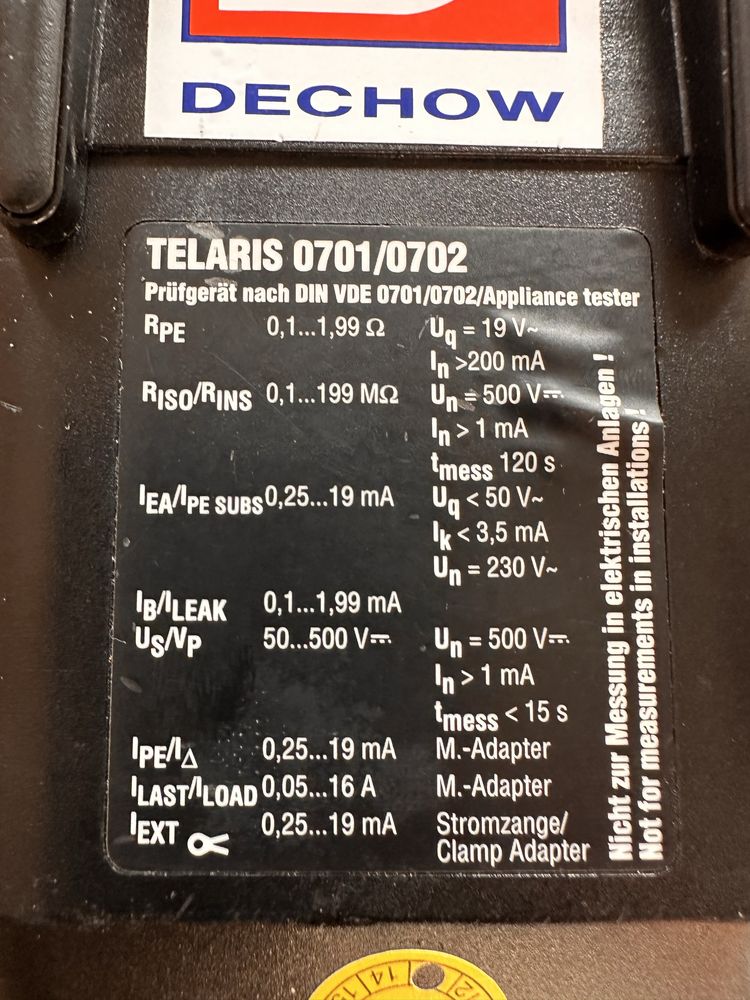 DECHOW
TELARIS 0701/0702
Prüfgerät nach DIN VDE 0701/0702/Appliance tester
RPE 0,1...1,99 Ω Uq = 19 V~
In >200 mA
RISO/RINS 0,1...199 MΩ Un = 500 V⎓
In > 1 mA
tmess 120 s
IEA/IPE SUBS 0,25...19 mA Uq < 50 V~
Ik < 3,5 mA
Un = 230 V~
IB/ILEAK 0,1...1,99 mA
US/VP 50...500 V⎓ Un = 500 V⎓
In > 1 mA
tmess < 15 s
IPE/IΔ 0,25...19 mA M.-Adapter
ILAST/ILOAD 0,05...16 A M.-Adapter
IEXT 0,25...19 mA Stromzange/
Clamp Adapter
Nicht zur Messung in elektrischen Anlagen !
Not for measurements in installations !
14